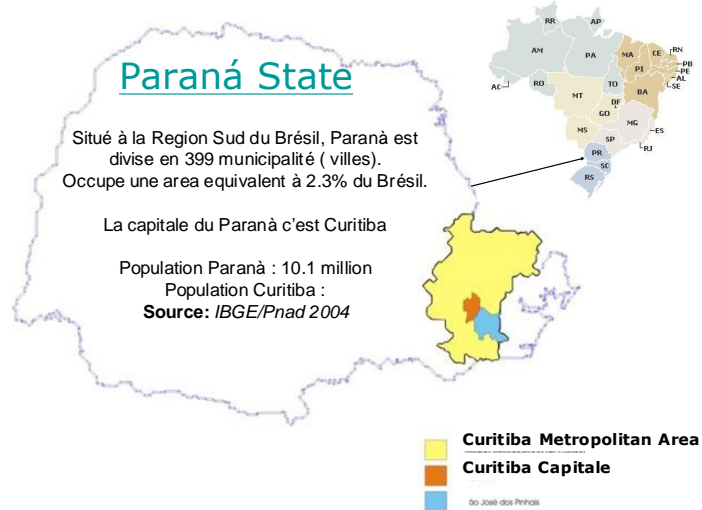 Paraná State
Situé à la Region Sud du Brésil, Paranà est
divise en 399 municipalité ( villes).
Occupe une area equivalent à 2.3% du Brésil.
La capitale du Paranà c'est Curitiba
Population Paranà : 10.1 million
Population Curitiba :
Source: IBGE/Pnad 2004
RR
AP
AM
PA
MA
CE
RN
PB
PE
AL
SE
PI
AC
RO
TO
BA
MT
DF
GO
MG
ES
MS
SP
RJ
PR
SC
RS
Curitiba Metropolitan Area
Curitiba Capitale
ão José dos Pinhais